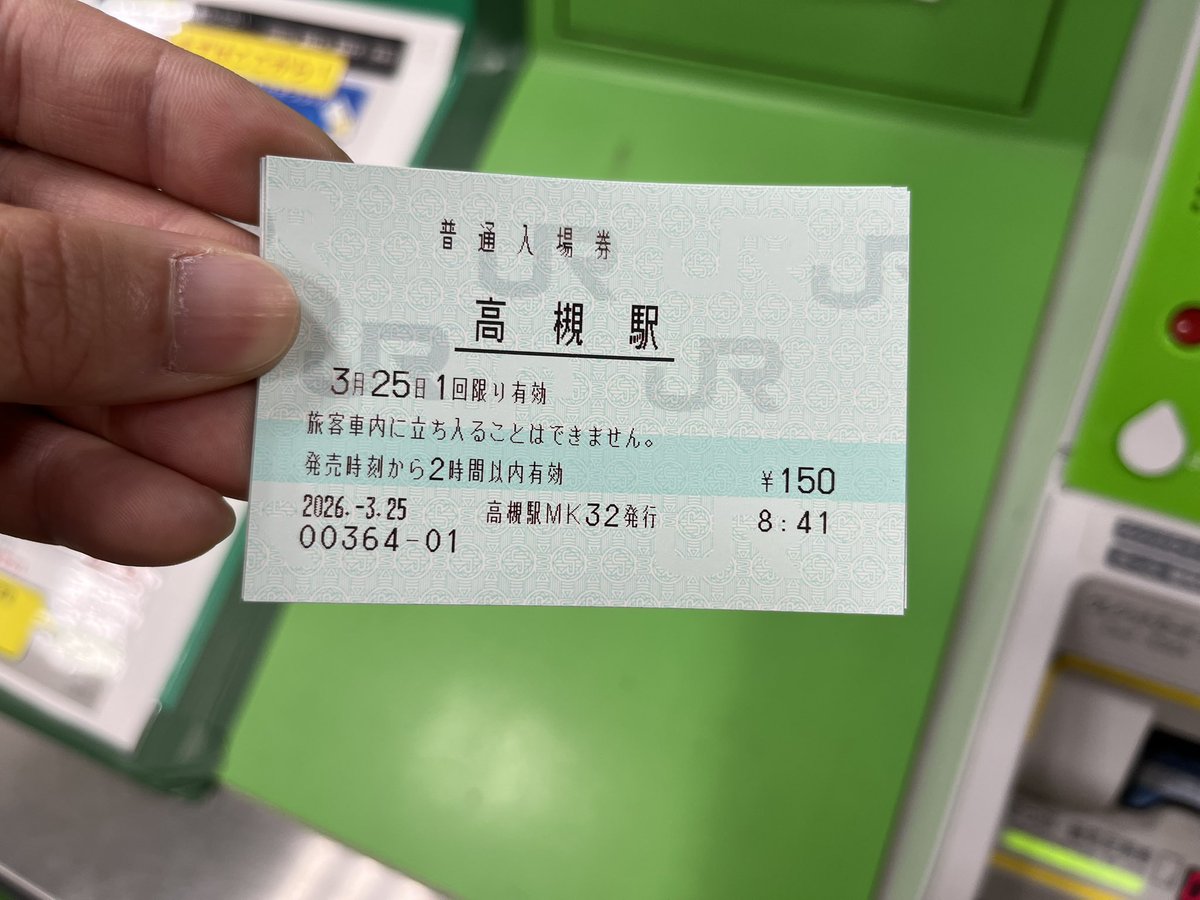 普通入場券
高槻駅
3月25日1回限り有効
旅客車内に立ち入ることはできません。
発売時刻から2時間以内有効 ¥150
2026.-3.25 高槻駅MK32発行 8:41
00364-01